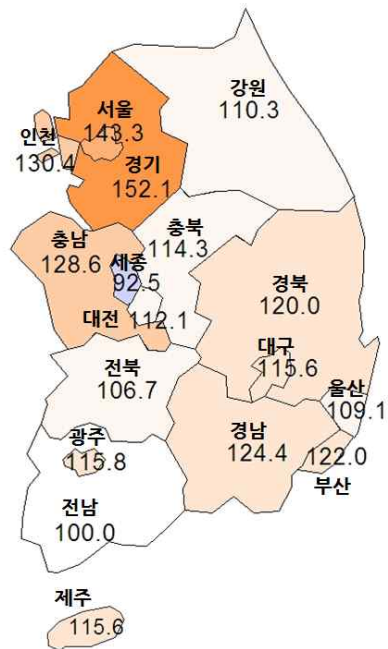 강원
110.3
서울
143.3
인천
130.4
경기
152.1
충북
114.3
충남
128.6
세종
92.5
경북
120.0
대전
112.1
대구
115.6
전북
106.7
울산
109.1
경남
124.4
광주
115.8
122.0
부산
전남
100.0
제주
115.6